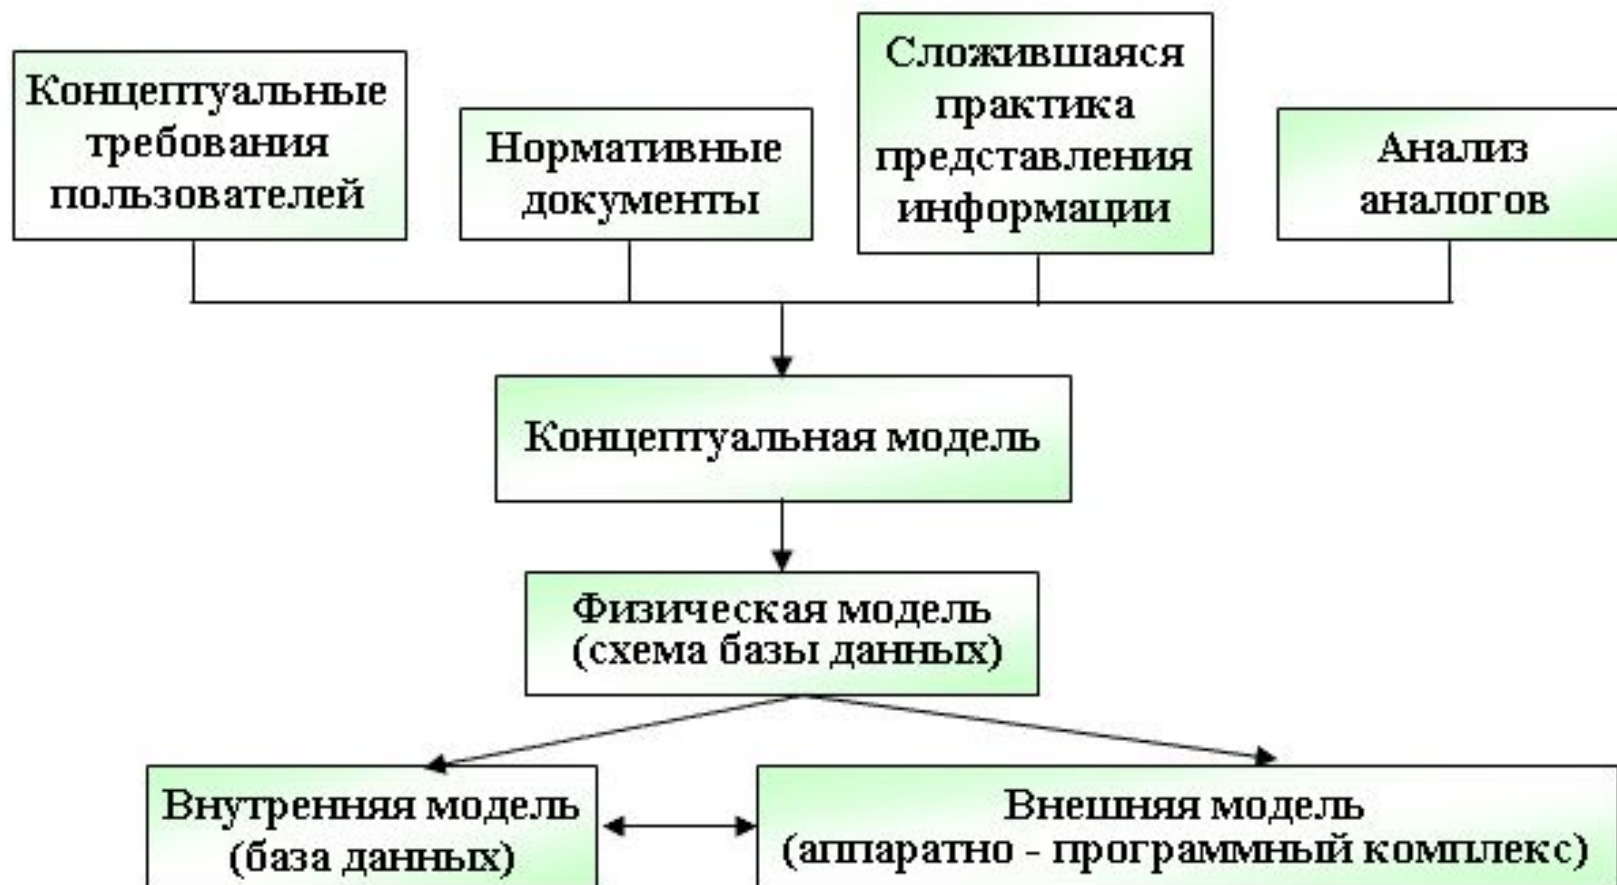 Концептуальные
требования
пользователей
Нормативные
документы
Сложившаяся
практика
представления
информации
Анализ
аналогов
Концептуальная модель
Физическая модель
(схема базы данных)
Внутренняя модель
(база данных)
Внешняя модель
(аппаратно - программный комплекс)